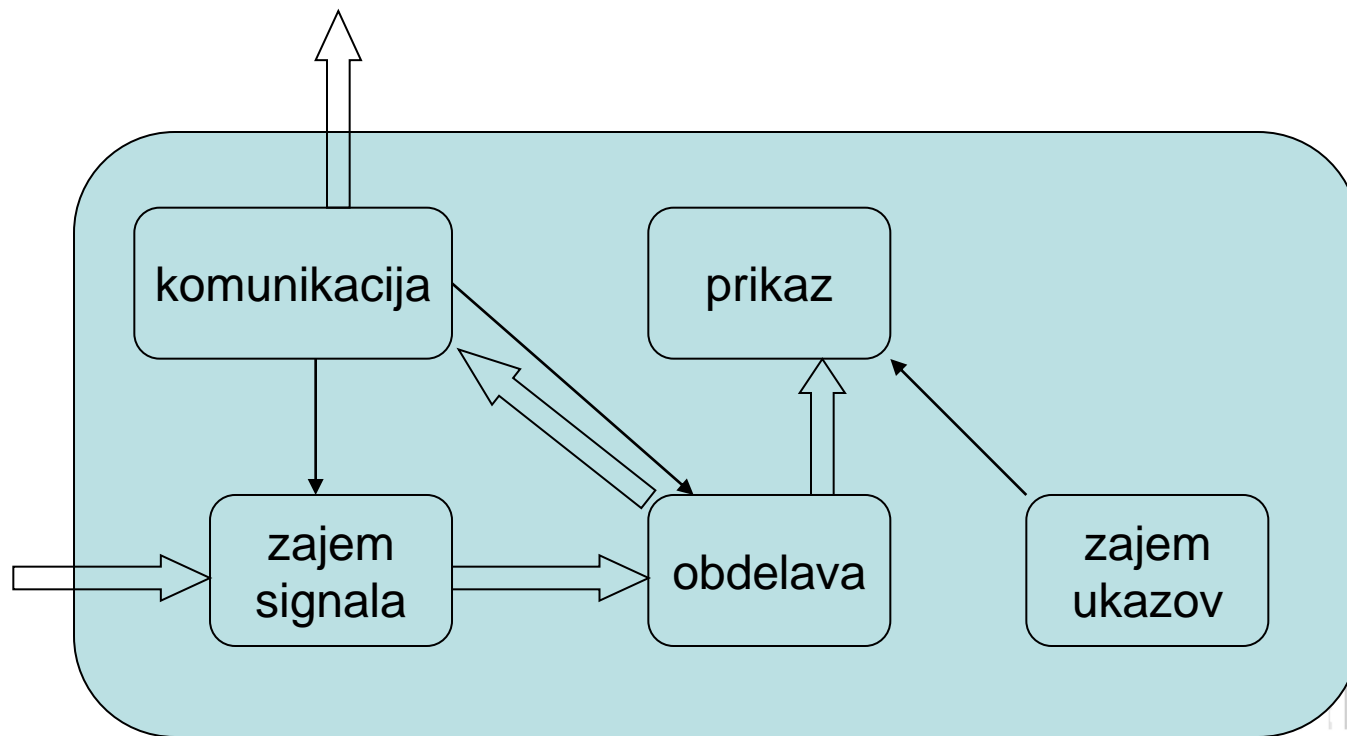 komunikacija
prikaz
zajem
signala
obdelava
zajem
ukazov